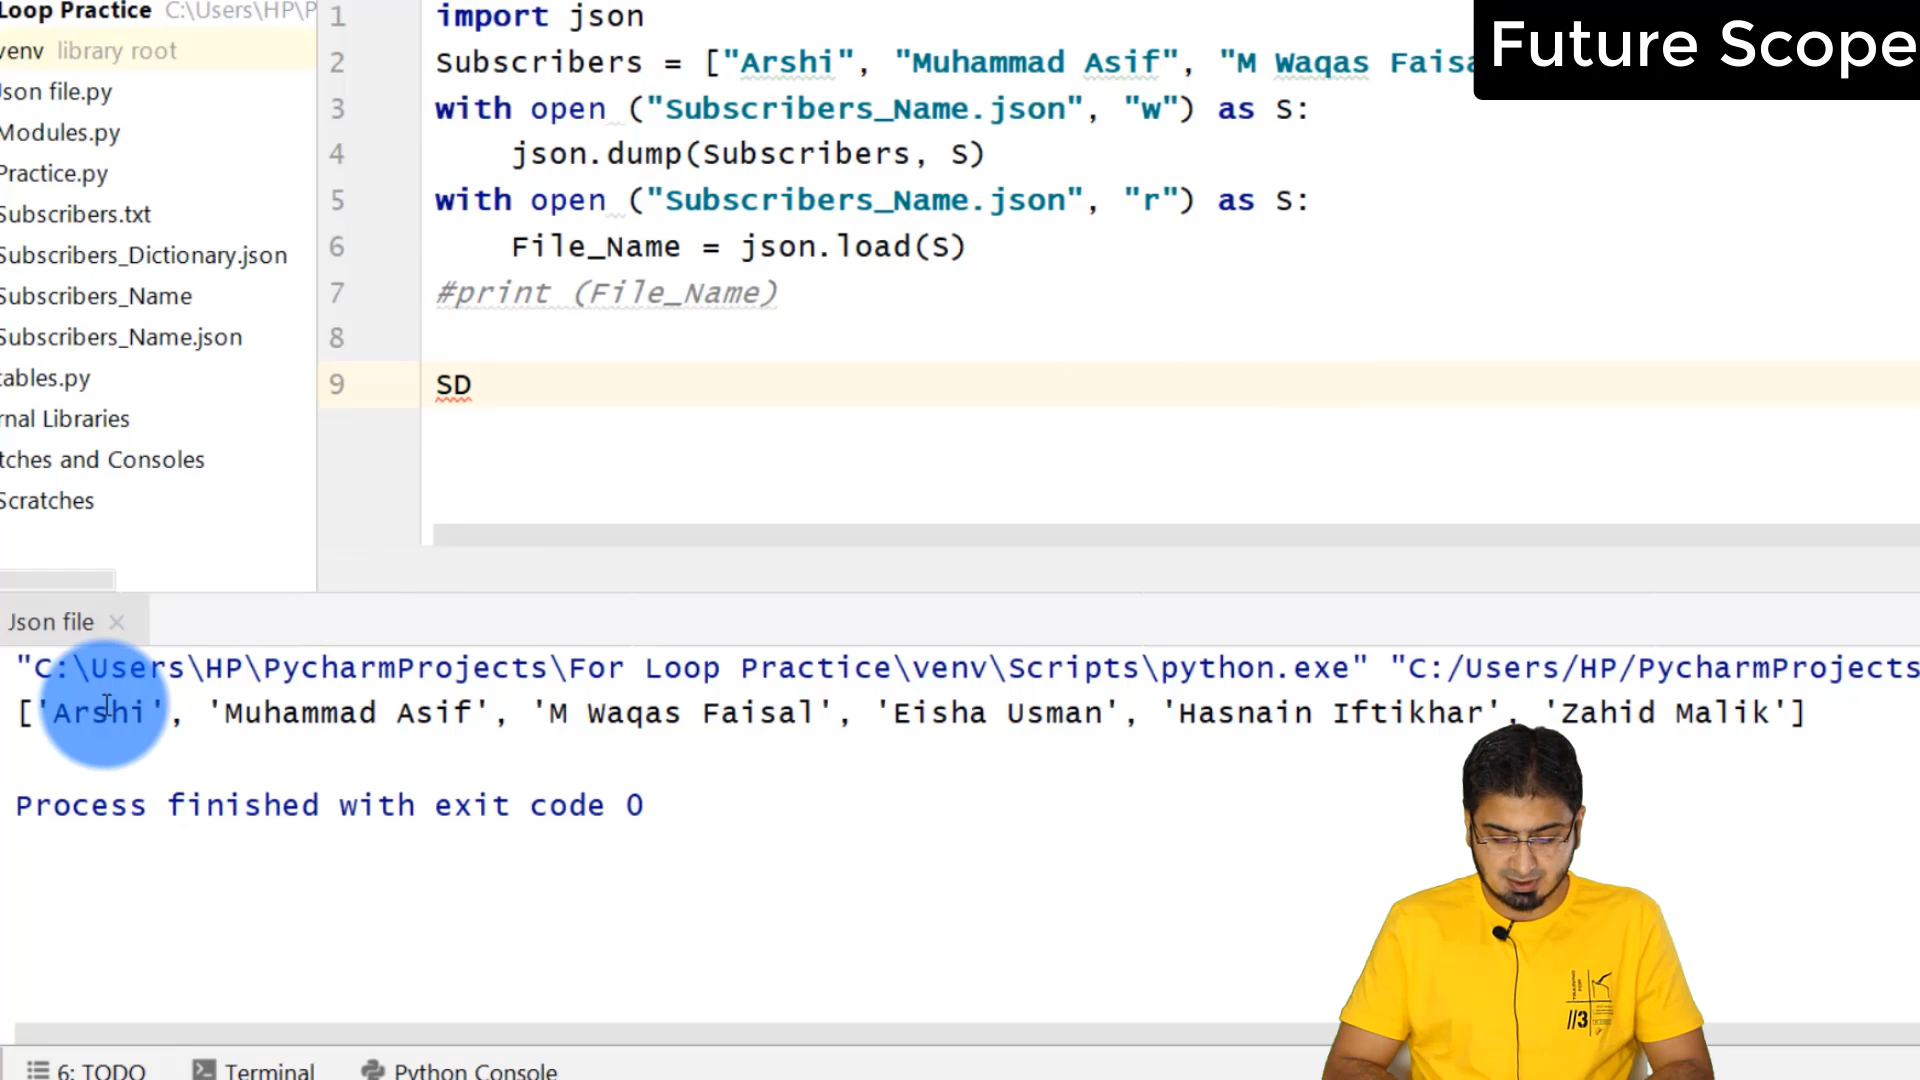 Loop Practice C:\Users\HP\P
venv library root
Json file.py
Modules.py
Practice.py
Subscribers.txt
Subscribers_Dictionary.json
Subscribers_Name
Subscribers_Name.json
tables.py
rnal Libraries
tches and Consoles
Scratches
1 import json
2 Subscribers = ["Arshi", "Muhammad Asif", "M Waqas Faisa
3 with open ("Subscribers_Name.json", "w") as S:
4 json.dump(Subscribers, S)
5 with open ("Subscribers_Name.json", "r") as S:
6 File_Name = json.load(S)
7 #print (File_Name)
8
9 SD
Future Scope
Json file
"C:\Users\HP\PycharmProjects\For Loop Practice\venv\Scripts\python.exe" "C:/Users/HP/PycharmProjects
['Arshi', 'Muhammad Asif', 'M Waqas Faisal', 'Eisha Usman', 'Hasnain Iftikhar', 'Zahid Malik']
Process finished with exit code 0
//3
6: TODO Terminal Python Console